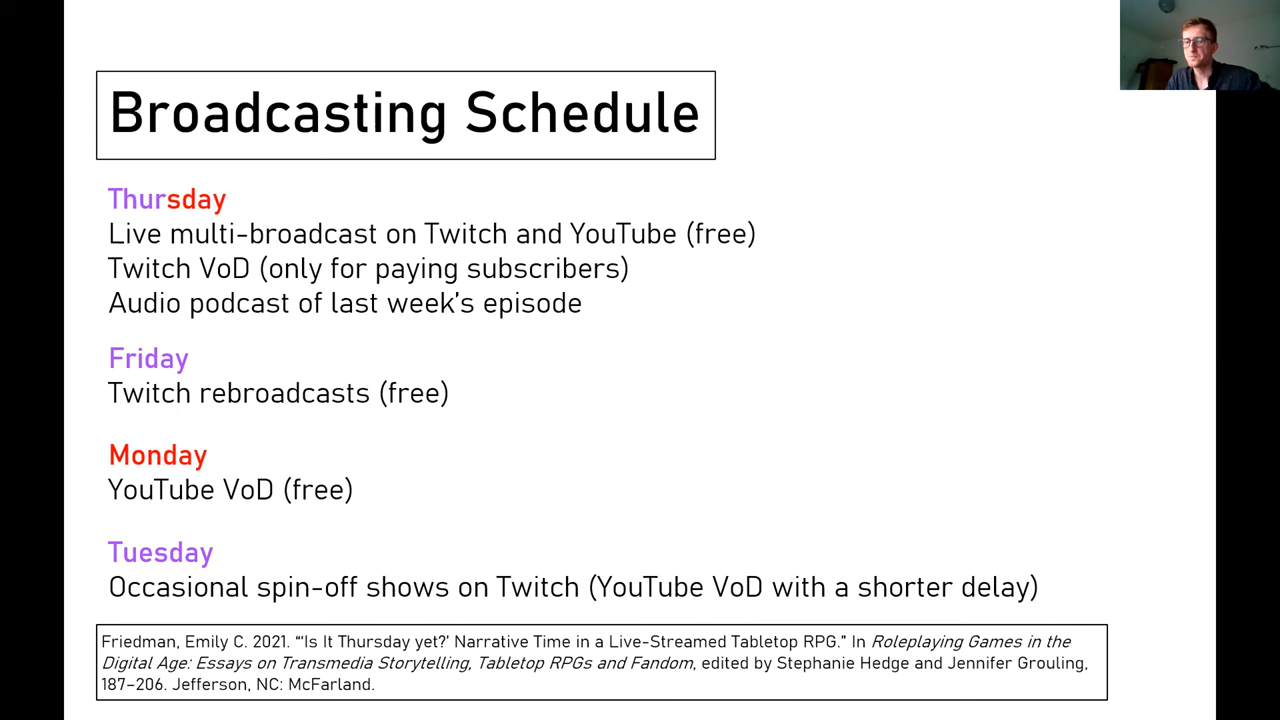 Broadcasting Schedule
Thursday
Live multi-broadcast on Twitch and YouTube (free)
Twitch VoD (only for paying subscribers)
Audio podcast of last week's episode
Friday
Twitch rebroadcasts (free)
Monday
YouTube VoD (free)
Tuesday
Occasional spin-off shows on Twitch (YouTube VoD with a shorter delay)
Friedman, Emily C. 2021. “‘Is It Thursday yet?’ Narrative Time in a Live-Streamed Tabletop RPG.” In Roleplaying Games in the
Digital Age: Essays on Transmedia Storytelling, Tabletop RPGs and Fandom, edited by Stephanie Hedge and Jennifer Grouling,
187–206. Jefferson, NC: McFarland.